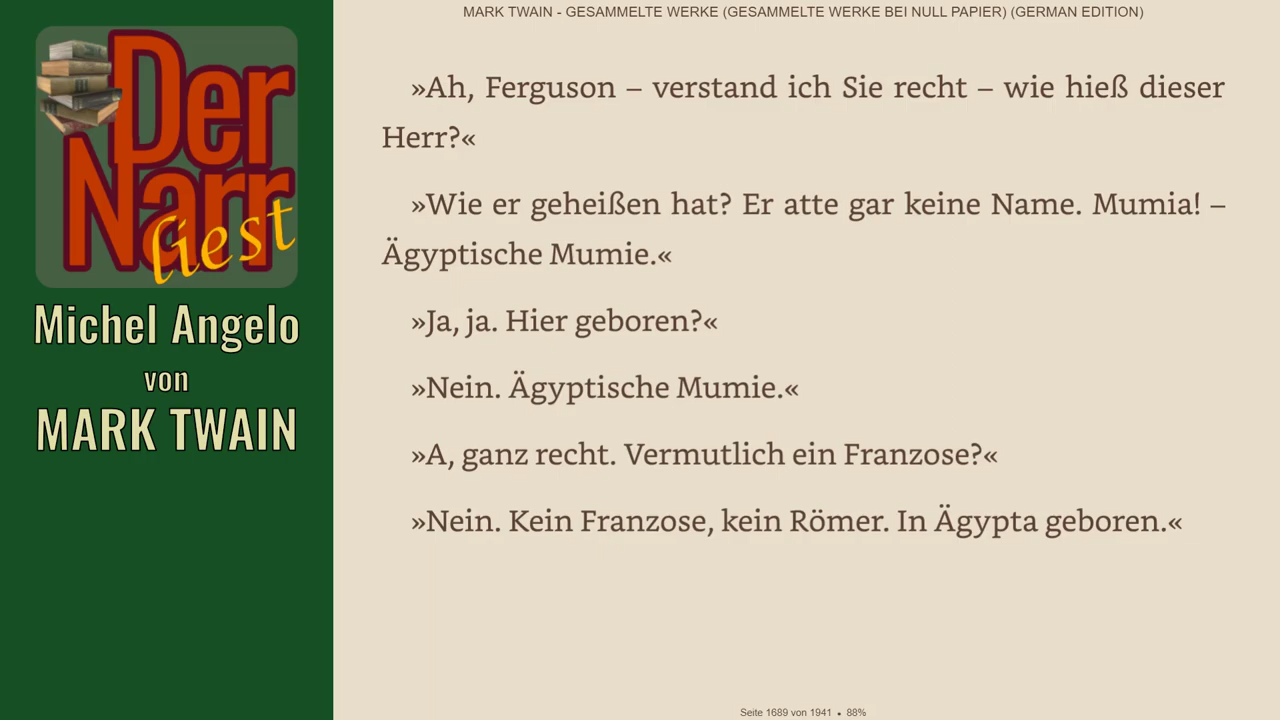 Der
Narr
liest
Michel Angelo
von
MARK TWAIN
MARK TWAIN - GESAMMELTE WERKE (GESAMMELTE WERKE BEI NULL PAPIER) (GERMAN EDITION)
»Ah, Ferguson – verstand ich Sie recht – wie hieß dieser
Herr?«
»Wie er geheißen hat? Er atte gar keine Name. Mumia! –
Ägyptische Mumie.«
»Ja, ja. Hier geboren?«
»Nein. Ägyptische Mumie.«
»A, ganz recht. Vermutlich ein Franzose?«
»Nein. Kein Franzose, kein Römer. In Ägypta geboren.«
Seite 1689 von 1941 • 88%